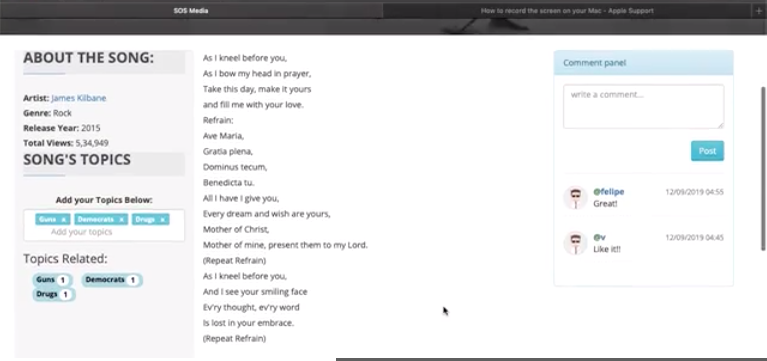 SOS Media
How to record the screen on your Mac - Apple Support
+
ABOUT THE SONG:
Artist: James Kilbane
Genre: Rock
Release Year: 2015
Total Views: 5,34,949
SONG'S TOPICS
Add your Topics Below:
Guns x Democrats x Drugs x
Add your topics
Topics Related:
Guns 1 Democrats 1
Drugs 1
As I kneel before you,
As I bow my head in prayer,
Take this day, make it yours
and fill me with your love.
Refrain:
Ave Maria,
Gratia plena,
Dominus tecum,
Benedicta tu.
All I have I give you,
Every dream and wish are yours,
Mother of Christ,
Mother of mine, present them to my Lord.
(Repeat Refrain)
As I kneel before you,
And I see your smiling face
Ev'ry thought, ev'ry word
Is lost in your embrace.
(Repeat Refrain)
Comment panel
write a comment...
Post
@felipe 12/09/2019 04:55
Great!
@v 12/09/2019 04:45
Like it!!